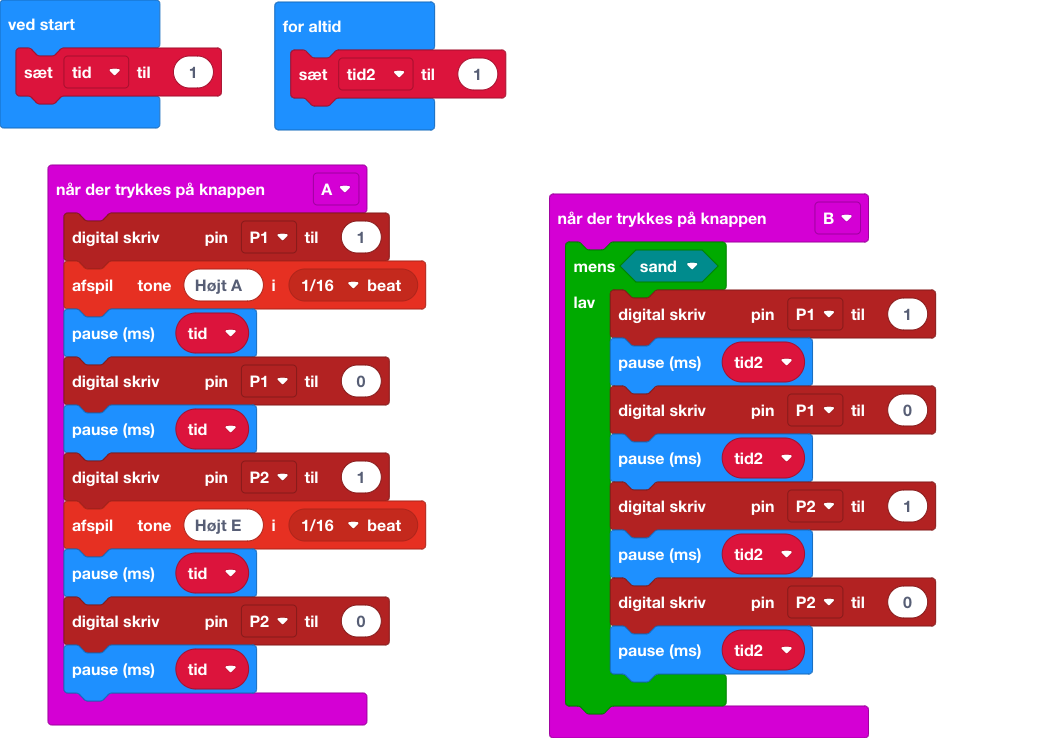 ved start
sæt tid til 1
for altid
sæt tid2 til 1
når der trykkes på knappen A
digital skriv pin P1 til 1
afspil tone Højt A i 1/16 beat
pause (ms) tid
digital skriv pin P1 til 0
pause (ms) tid
digital skriv pin P2 til 1
afspil tone Højt E i 1/16 beat
pause (ms) tid
digital skriv pin P2 til 0
pause (ms) tid
når der trykkes på knappen B
mens sand
lav
digital skriv pin P1 til 1
pause (ms) tid2
digital skriv pin P1 til 0
pause (ms) tid2
digital skriv pin P2 til 1
pause (ms) tid2
digital skriv pin P2 til 0
pause (ms) tid2